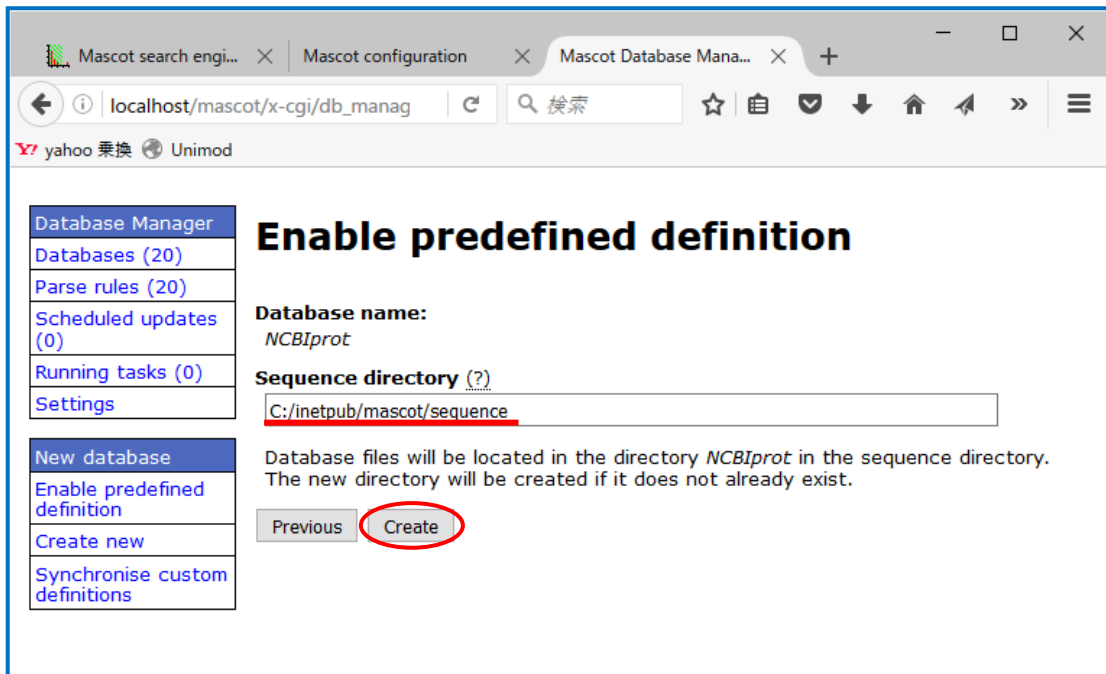 Mascot search engi...
Mascot configuration
Mascot Database Mana...
localhost/mascot/x-cgi/db_manag
検索
Y! yahoo 乗換 Unimod
Database Manager
Databases (20)
Parse rules (20)
Scheduled updates
(0)
Running tasks (0)
Settings
New database
Enable predefined
definition
Create new
Synchronise custom
definitions
Enable predefined definition
Database name:
NCBIprot
Sequence directory (?)
C:/inetpub/mascot/sequence
Database files will be located in the directory NCBIprot in the sequence directory.
The new directory will be created if it does not already exist.
Previous Create